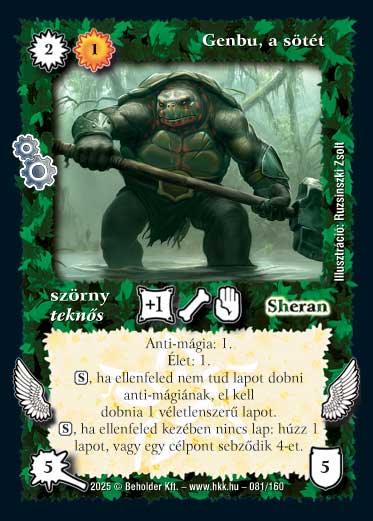 2 1 Genbu, a sötét
Illusztráció: Ruzsinszki Zsolt
szörny
teknős
+1
Sheran
Anti-mágia: 1.
Élet: 1.
S, ha ellenfeled nem tud lapot dobni
anti-mágiának, el kell
dobnia 1 véletlenszerű lapot.
S, ha ellenfeled kezében nincs lap: húzz 1
lapot, vagy egy célpont sebződik 4-et.
5
5
2025 © Beholder Kft. – www.hkk.hu – 081/160